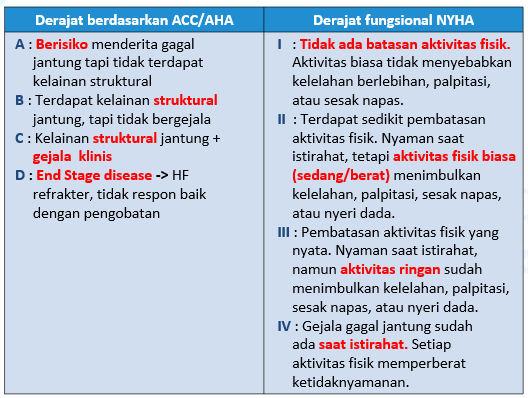 Derajat berdasarkan ACC/AHA
A : Berisiko menderita gagal
jantung tapi tidak terdapat
kelainan struktural
B : Terdapat kelainan struktural
jantung, tapi tidak bergejala
C : Kelainan struktural jantung +
gejala klinis
D : End Stage disease -> HF
refrakter, tidak respon baik
dengan pengobatan
Derajat fungsional NYHA
I : Tidak ada batasan aktivitas fisik.
Aktivitas biasa tidak menyebabkan
kelelahan berlebihan, palpitasi,
atau sesak napas.
II : Terdapat sedikit pembatasan
aktivitas fisik. Nyaman saat
istirahat, tetapi aktivitas fisik biasa
(sedang/berat) menimbulkan
kelelahan, palpitasi, sesak napas,
atau nyeri dada.
III : Pembatasan aktivitas fisik yang
nyata. Nyaman saat istirahat,
namun aktivitas ringan sudah
menimbulkan kelelahan, palpitasi,
sesak napas, atau nyeri dada.
IV : Gejala gagal jantung sudah
ada saat istirahat. Setiap
aktivitas fisik memperberat
ketidaknyamanan.